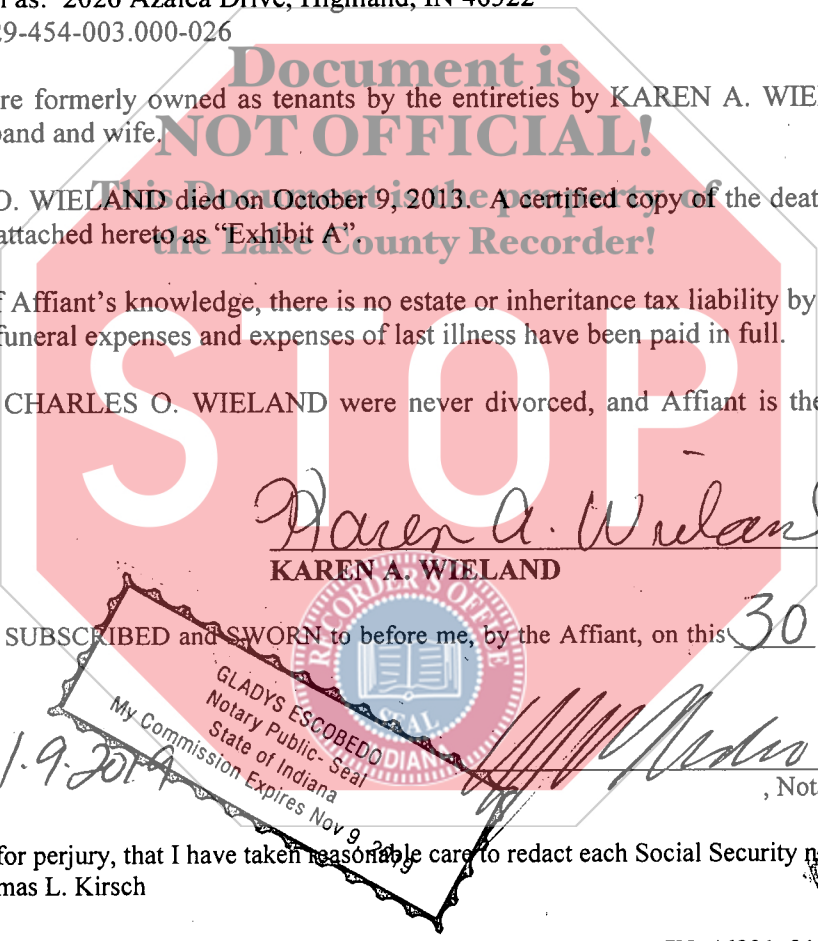 as: 2026 Azalea Drive, Highland, IN 46322
29-454-003.000-026
Document is
re formerly owned as tenants by the entireties by KAREN A. WIE
band and wife.
NOT OFFICIAL!
This Document is the property of
O. WIELAND died on October 9, 2013. A certified copy of the deat
attached hereto as “Exhibit A”.
the Lake County Recorder!
f Affiant’s knowledge, there is no estate or inheritance tax liability by
funeral expenses and expenses of last illness have been paid in full.
STOP
CHARLES O. WIELAND were never divorced, and Affiant is the
Karen A. Wielan
KAREN A. WIELAND
RECORDER'S OFFICE
SEAL
INDIANA
SUBSCRIBED and SWORN to before me, by the Affiant, on this 30
GLADYS ESCOBEDO
Notary Public- Seal
State of Indiana
My Commission Expires Nov 9, 2019
1.9.2019
, Not
for perjury, that I have taken reasonable care to redact each Social Security n
mas L. Kirsch